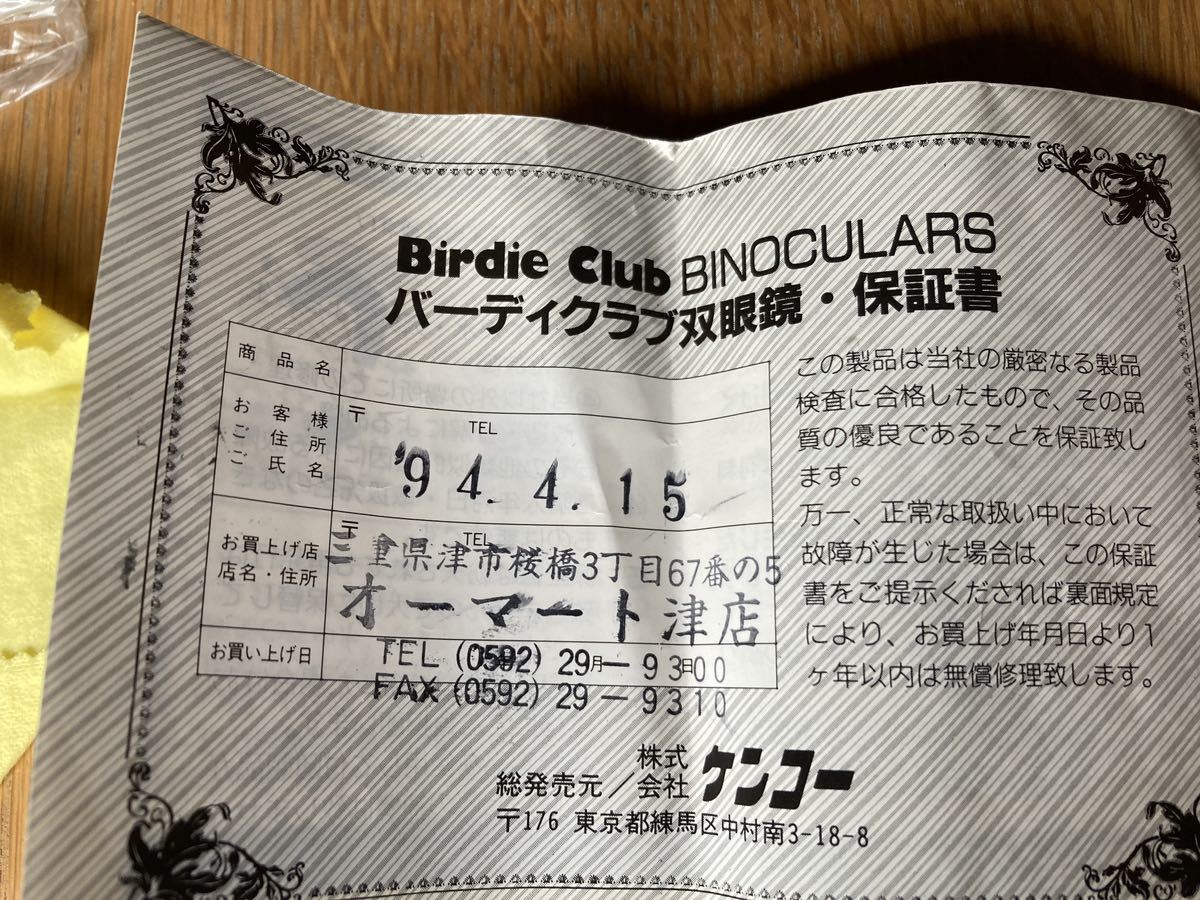 Birdie Club BINOCULARS
バーディクラブ双眼鏡・保証書
商品名
お客様
ご住所
ご氏名
〒
TEL
'94. 4. 15
お買上げ店
店名・住所
〒
TEL
三重県津市桜橋3丁目67番の5
オーマート津店
お買い上げ日
月
日
TEL (0592) 29-9300
FAX (0592) 29-9310
この製品は当社の厳密なる製品
検査に合格したもので、その品
質の優良であることを保証致し
ます。
万一、正常な取扱い中において
故障が生じた場合は、この保証
書をご提示くだされば裏面規定
により、お買上げ年月日より1
ヶ年以内は無償修理致します。
総発売元/株式会社 ケンコー
〒176 東京都練馬区中村南3-18-8